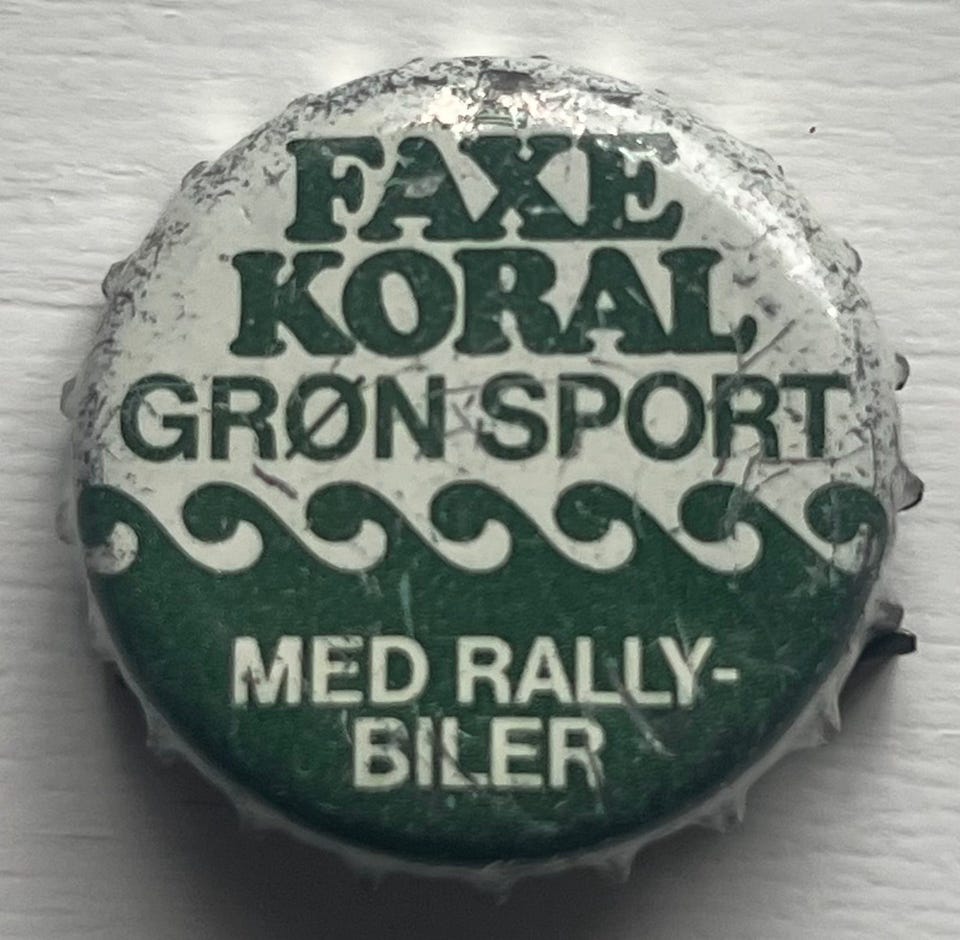 FAXE
KORAL
GRØN SPORT
MED RALLY-
BILER